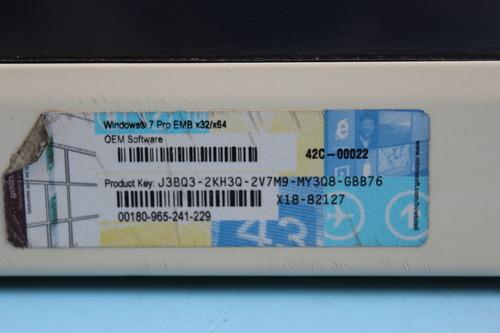 Windows® 7 Pro EMB x32/x64
OEM Software
42C-00022
Product Key: J3BQ3-2KH3Q-2V7M9-MY3Q8-GBB76
X18-82127
00180-965-241-229
43